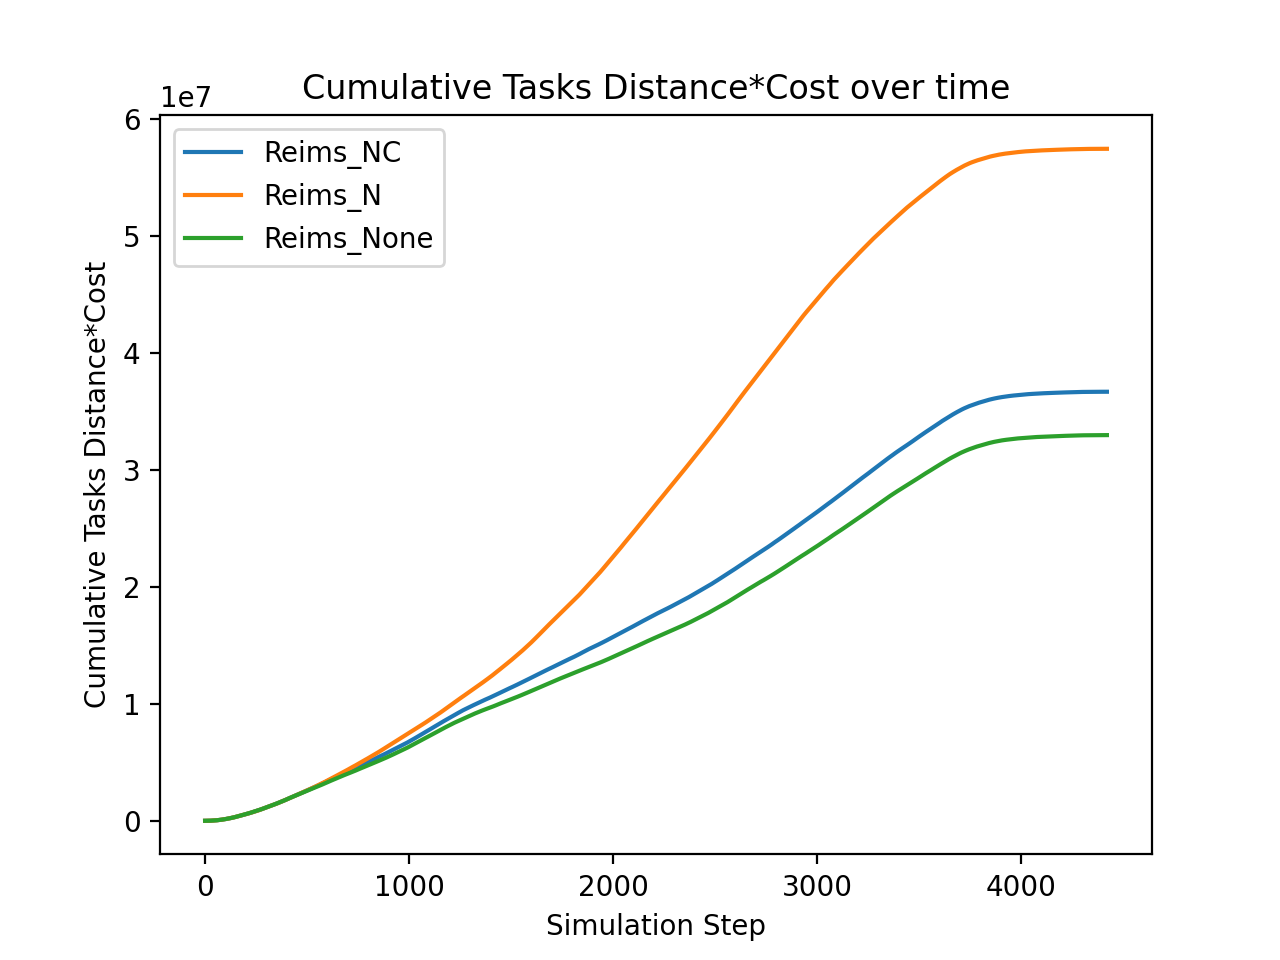 Cumulative Tasks Distance*Cost over time
1e7
6
5
4
3
2
1
0
Cumulative Tasks Distance*Cost
Reims_NC
Reims_N
Reims_None
0 1000 2000 3000 4000
Simulation Step